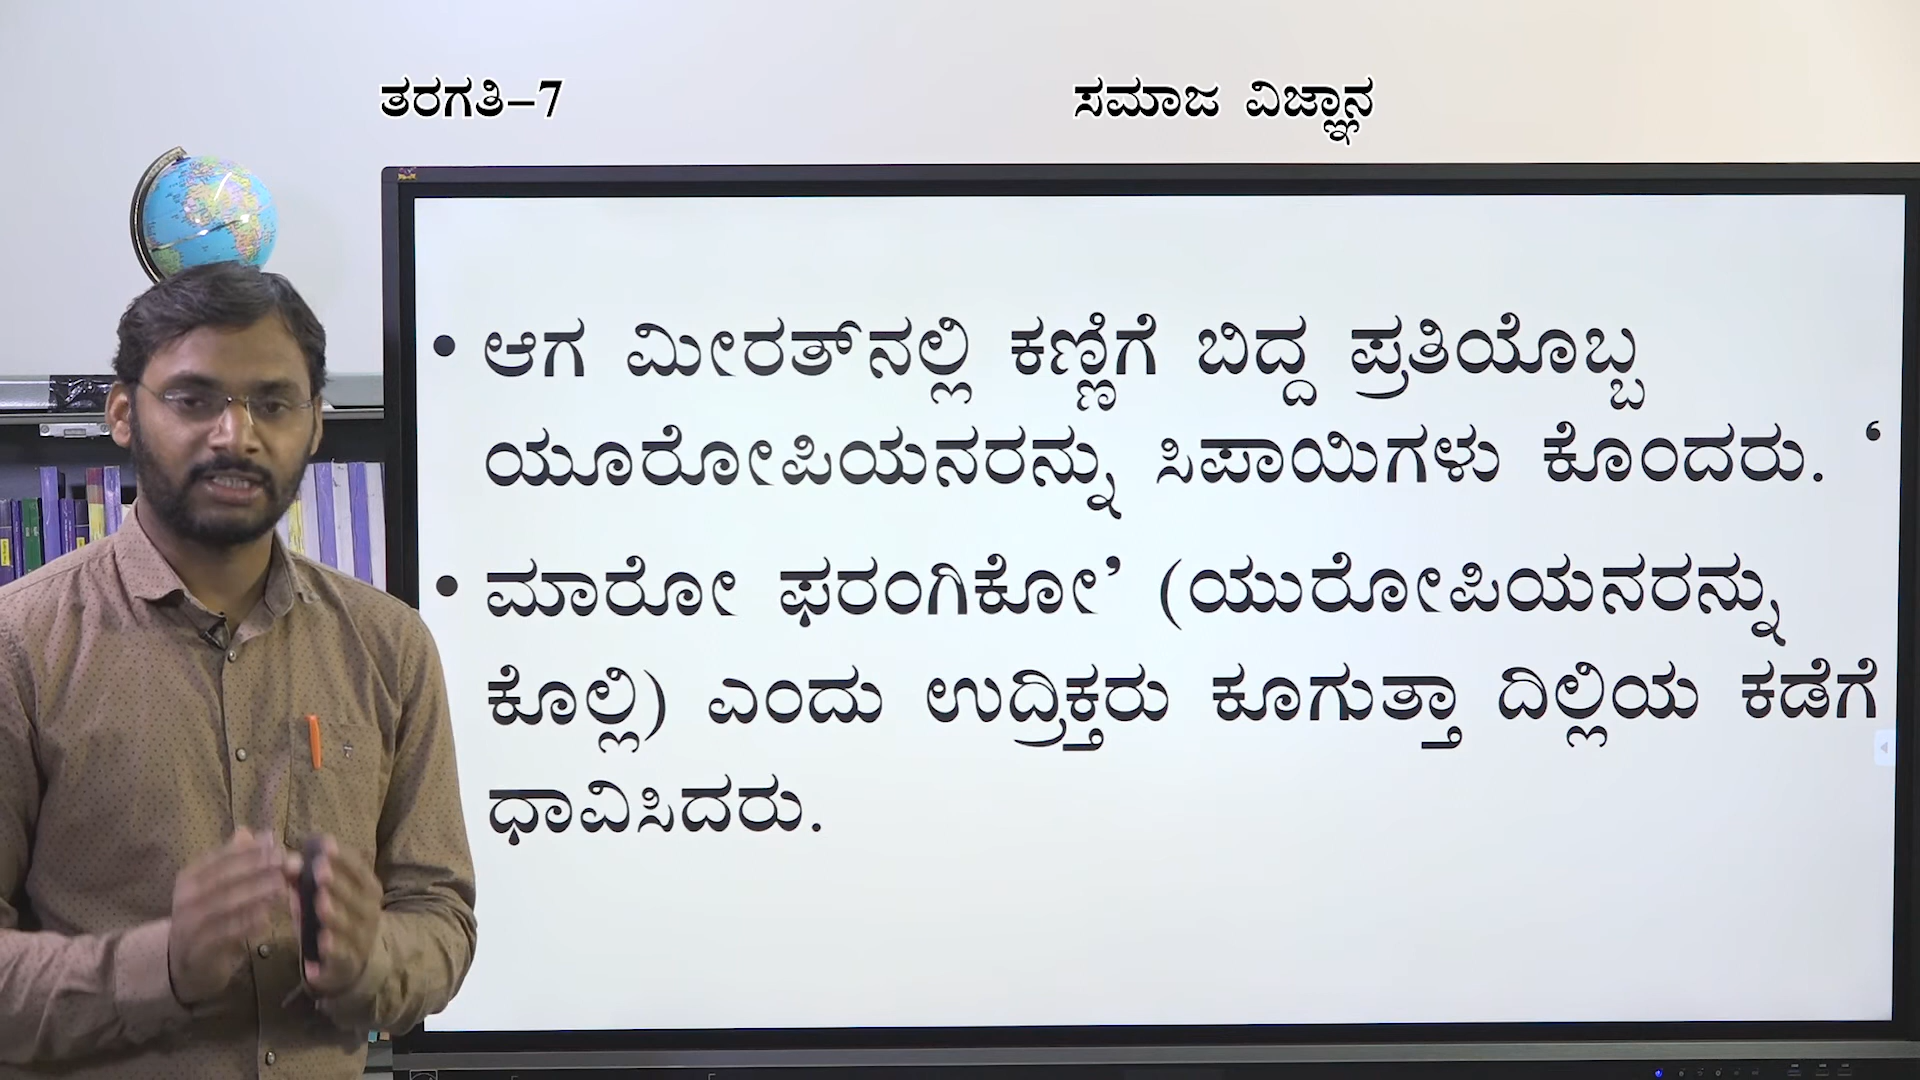 ತರಗತಿ–7
ಸಮಾಜ ವಿಜ್ಞಾನ
• ಆಗ ಮೀರತ್‌ನಲ್ಲಿ ಕಣ್ಣಿಗೆ ಬಿದ್ದ ಪ್ರತಿಯೊಬ್ಬ
ಯೂರೋಪಿಯನರನ್ನು ಸಿಪಾಯಿಗಳು ಕೊಂದರು. ‘
• ಮಾರೋ ಫರಂಗಿಕೋ’ (ಯುರೋಪಿಯನರನ್ನು
ಕೊಲ್ಲಿ) ಎಂದು ಉದ್ರಿಕ್ತರು ಕೂಗುತ್ತಾ ದಿಲ್ಲಿಯ ಕಡೆಗೆ
ಧಾವಿಸಿದರು.